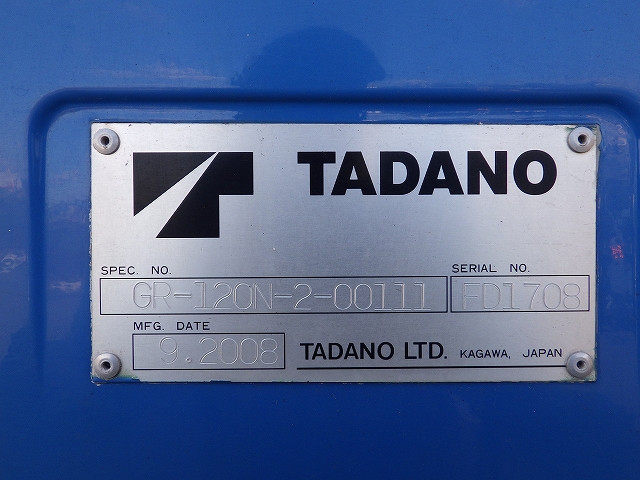 TADANO
SPEC. NO. SERIAL NO.
GR-120N-2-00111 FD1708
MFG. DATE
9.2008 TADANO LTD. KAGAWA, JAPAN